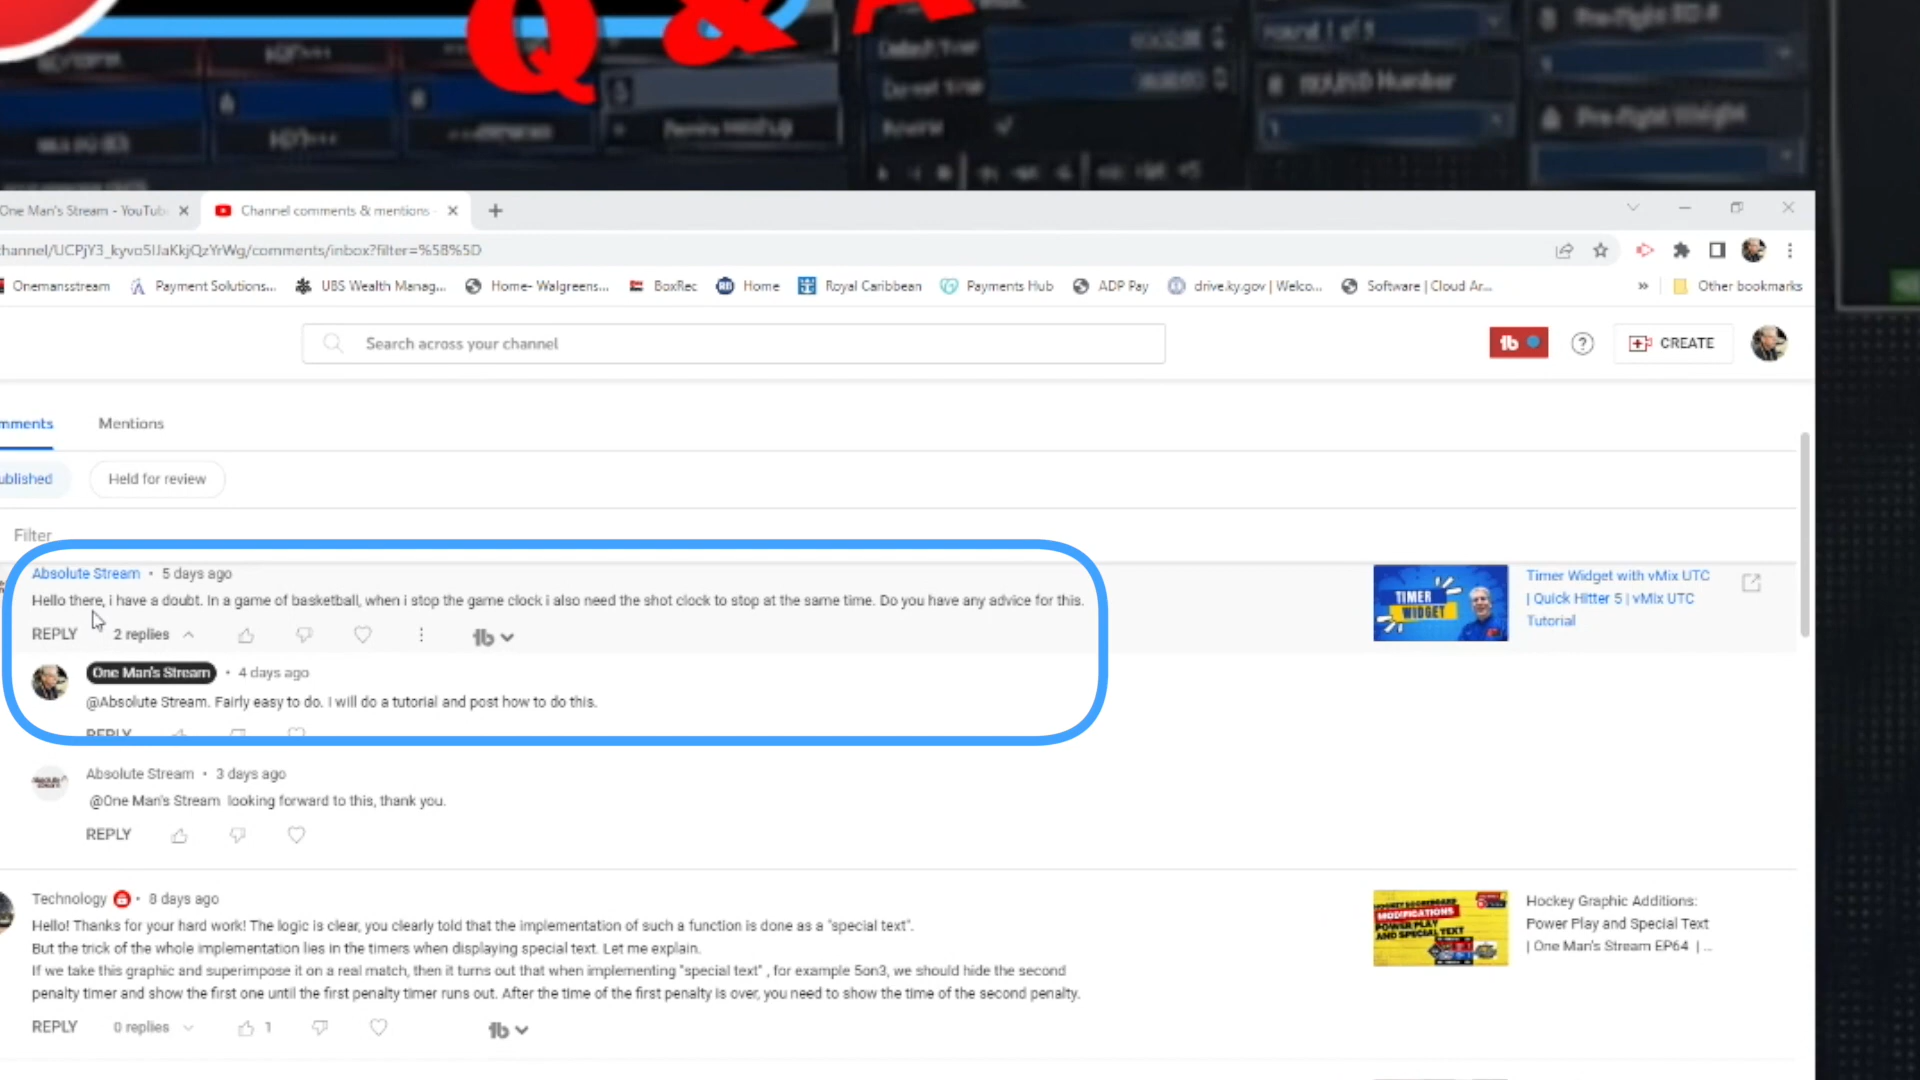 Q & A
round 1 of 5
ROUND Number
Pre-fight Weight
One Man's Stream - YouTub
Channel comments & mentions -
hannel/UCPjY3_kyvo5IJaKkjQzYrWg/comments/inbox?filter=%5B%5D
Onemansstream
Payment Solutions...
UBS Wealth Manag...
Home- Walgreens...
BoxRec
Home
Royal Caribbean
Payments Hub
ADP Pay
drive.ky.gov | Welco...
Software | Cloud Ar...
»
Other bookmarks
Search across your channel
CREATE
mments
Mentions
ublished
Held for review
Filter
Absolute Stream • 5 days ago
Hello there, i have a doubt. In a game of basketball, when i stop the game clock i also need the shot clock to stop at the same time. Do you have any advice for this.
REPLY 2 replies
TIMER
WIDGET
Timer Widget with vMix UTC
| Quick Hitter 5 | vMix UTC
Tutorial
One Man's Stream • 4 days ago
@Absolute Stream. Fairly easy to do. I will do a tutorial and post how to do this.
REPLY
Absolute Stream • 3 days ago
@One Man's Stream looking forward to this, thank you.
REPLY
Technology • 8 days ago
Hello! Thanks for your hard work! The logic is clear, you clearly told that the implementation of such a function is done as a "special text".
But the trick of the whole implementation lies in the timers when displaying special text. Let me explain.
If we take this graphic and superimpose it on a real match, then it turns out that when implementing "special text" , for example 5on3, we should hide the second
penalty timer and show the first one until the first penalty timer runs out. After the time of the first penalty is over, you need to show the time of the second penalty.
REPLY 0 replies 1
HOCKEY SCOREBOARD
MODIFICATIONS
POWER PLAY
AND SPECIAL TEXT
Hockey Graphic Additions:
Power Play and Special Text
| One Man's Stream EP64 | ...